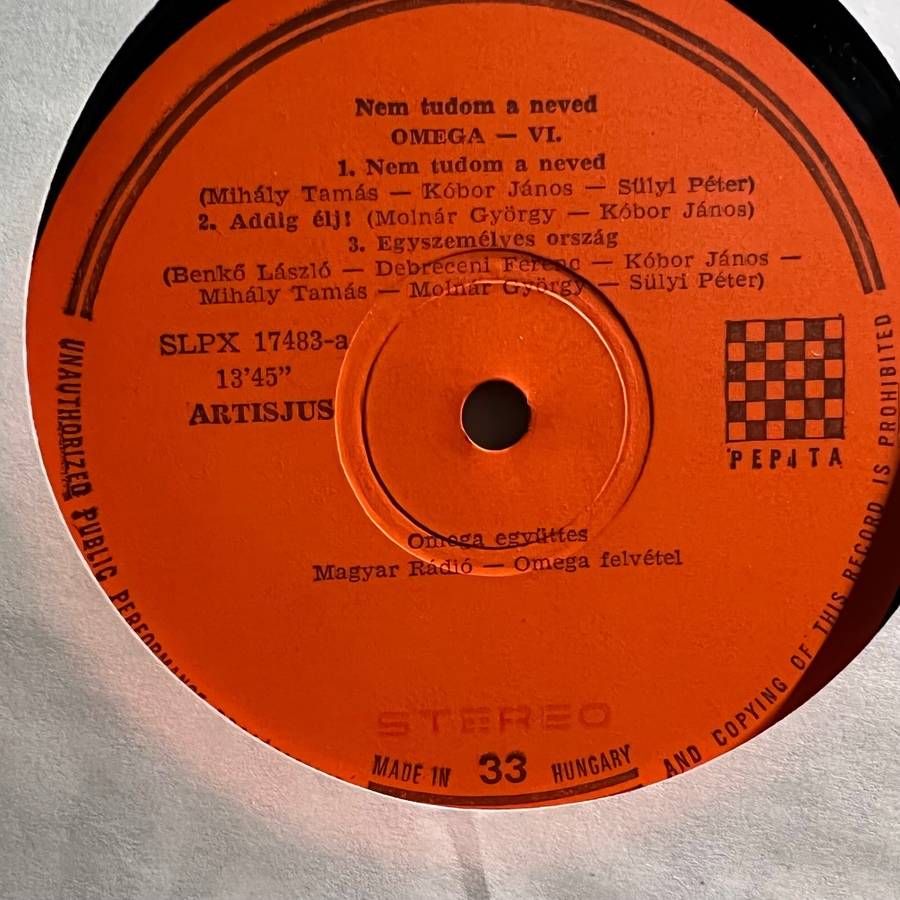 Nem tudom a neved
OMEGA — VI.
1. Nem tudom a neved
(Mihály Tamás — Kóbor János — Sülyi Péter)
2. Addig élj! (Molnár György — Kóbor János)
3. Egyszemélyes ország
(Benkő László — Debreceni Ferenc — Kóbor János —
Mihály Tamás — Molnár György — Sülyi Péter)
SLPX 17483-a
13'45”
ARTISJUS
PEPITA
Omega együttes
Magyar Rádió — Omega felvétel
STEREO
MADE IN 33 HUNGARY
UNAUTHORIZED PUBLIC PERFORMANCE
AND COPYING OF THIS RECORD IS PROHIBITED